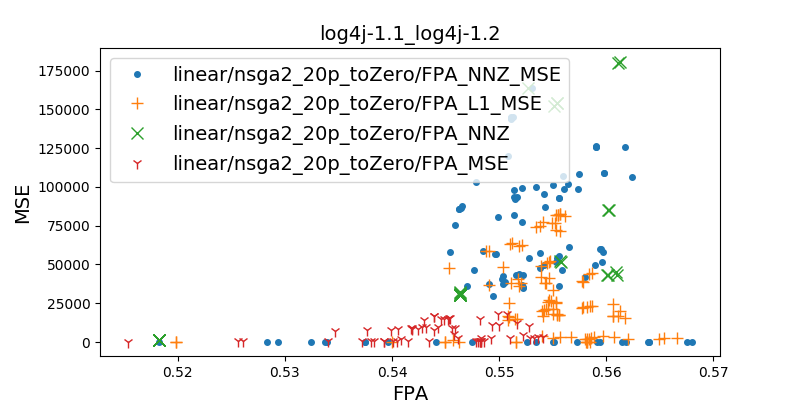 log4j-1.1_log4j-1.2
linear/nsga2_20p_toZero/FPA_NNZ_MSE
linear/nsga2_20p_toZero/FPA_L1_MSE
linear/nsga2_20p_toZero/FPA_NNZ
linear/nsga2_20p_toZero/FPA_MSE
175000
150000
125000
100000
75000
50000
25000
0
MSE
0.52 0.53 0.54 0.55 0.56 0.57
FPA